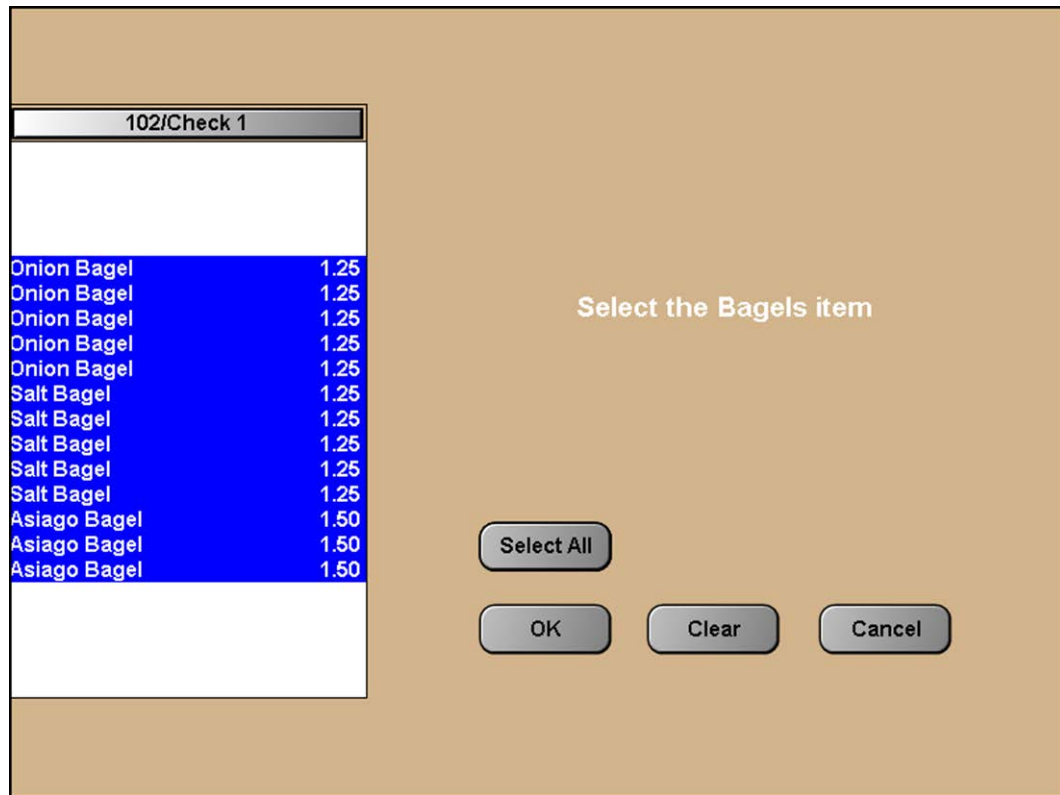 102/Check 1
Onion Bagel 1.25
Onion Bagel 1.25
Onion Bagel 1.25
Onion Bagel 1.25
Onion Bagel 1.25
Salt Bagel 1.25
Salt Bagel 1.25
Salt Bagel 1.25
Salt Bagel 1.25
Salt Bagel 1.25
Asiago Bagel 1.50
Asiago Bagel 1.50
Asiago Bagel 1.50
Select the Bagels item
Select All
OK Clear Cancel